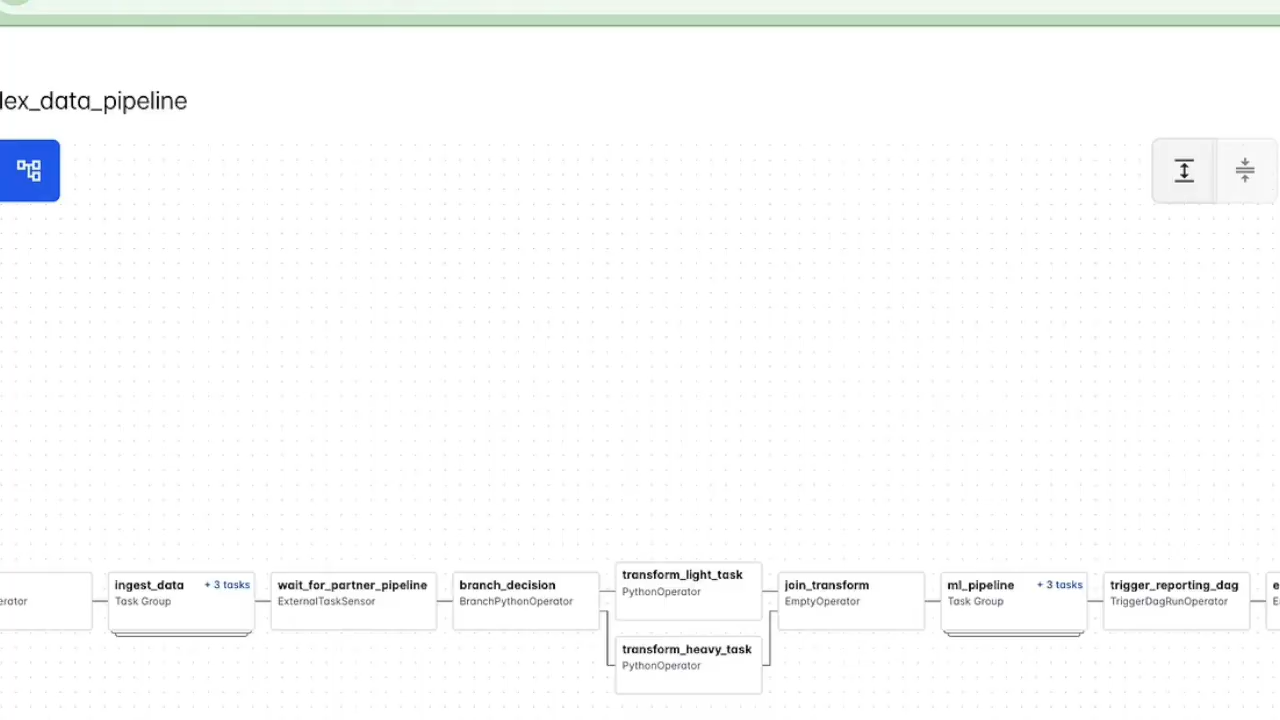 lex_data_pipeline
erator
ingest_data + 3 tasks
Task Group
wait_for_partner_pipeline
ExternalTaskSensor
branch_decision
BranchPythonOperator
transform_light_task
PythonOperator
transform_heavy_task
PythonOperator
join_transform
EmptyOperator
ml_pipeline + 3 tasks
Task Group
trigger_reporting_dag
TriggerDagRunOperator
e
E